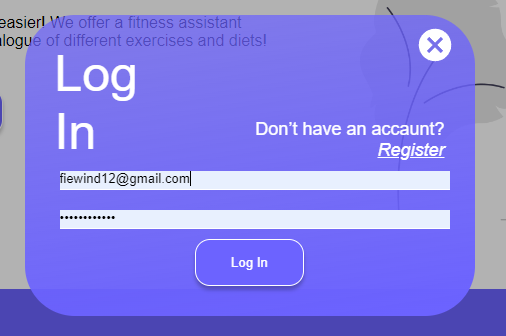 easier! We offer a fitness assistant
alogue of different exercises and diets!
Log
In
Don't have an accaunt?
Register
fiewind12@gmail.com
••••••••••••
Log In